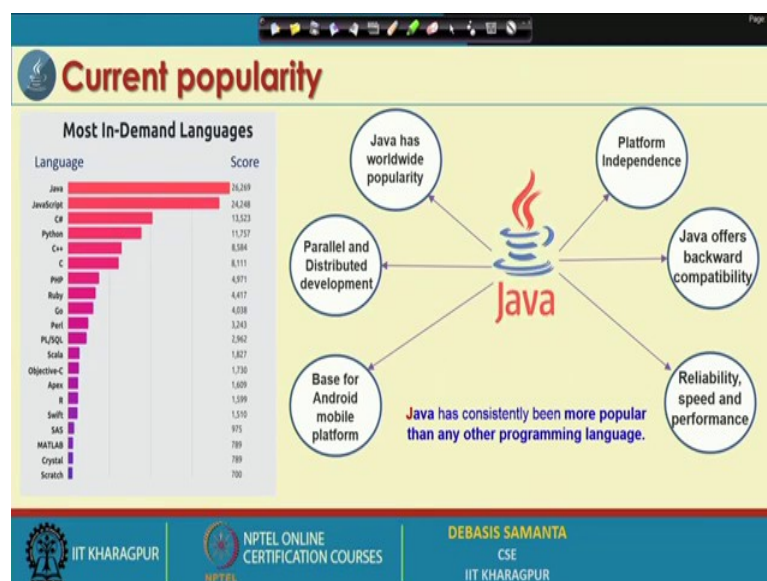 Page
Current popularity
Most In-Demand Languages
Language Score
Java 26,269
JavaScript 24,248
C# 13,523
Python 11,757
C++ 8,584
C 8,111
PHP 4,971
Ruby 4,417
Go 4,038
Perl 3,243
PL/SQL 2,962
Scala 1,827
Objective-C 1,730
Apex 1,609
R 1,599
Swift 1,510
SAS 975
MATLAB 789
Crystal 789
Scratch 700
Java has
worldwide
popularity
Platform
Independence
Parallel and
Distributed
development
Java offers
backward
compatibility
Java
Base for
Android
mobile
platform
Reliability,
speed and
performance
Java has consistently been more popular
than any other programming language.
IIT KHARAGPUR
NPTEL ONLINE
CERTIFICATION COURSES
NPTEL
DEBASIS SAMANTA
CSE
IIT KHARAGPUR